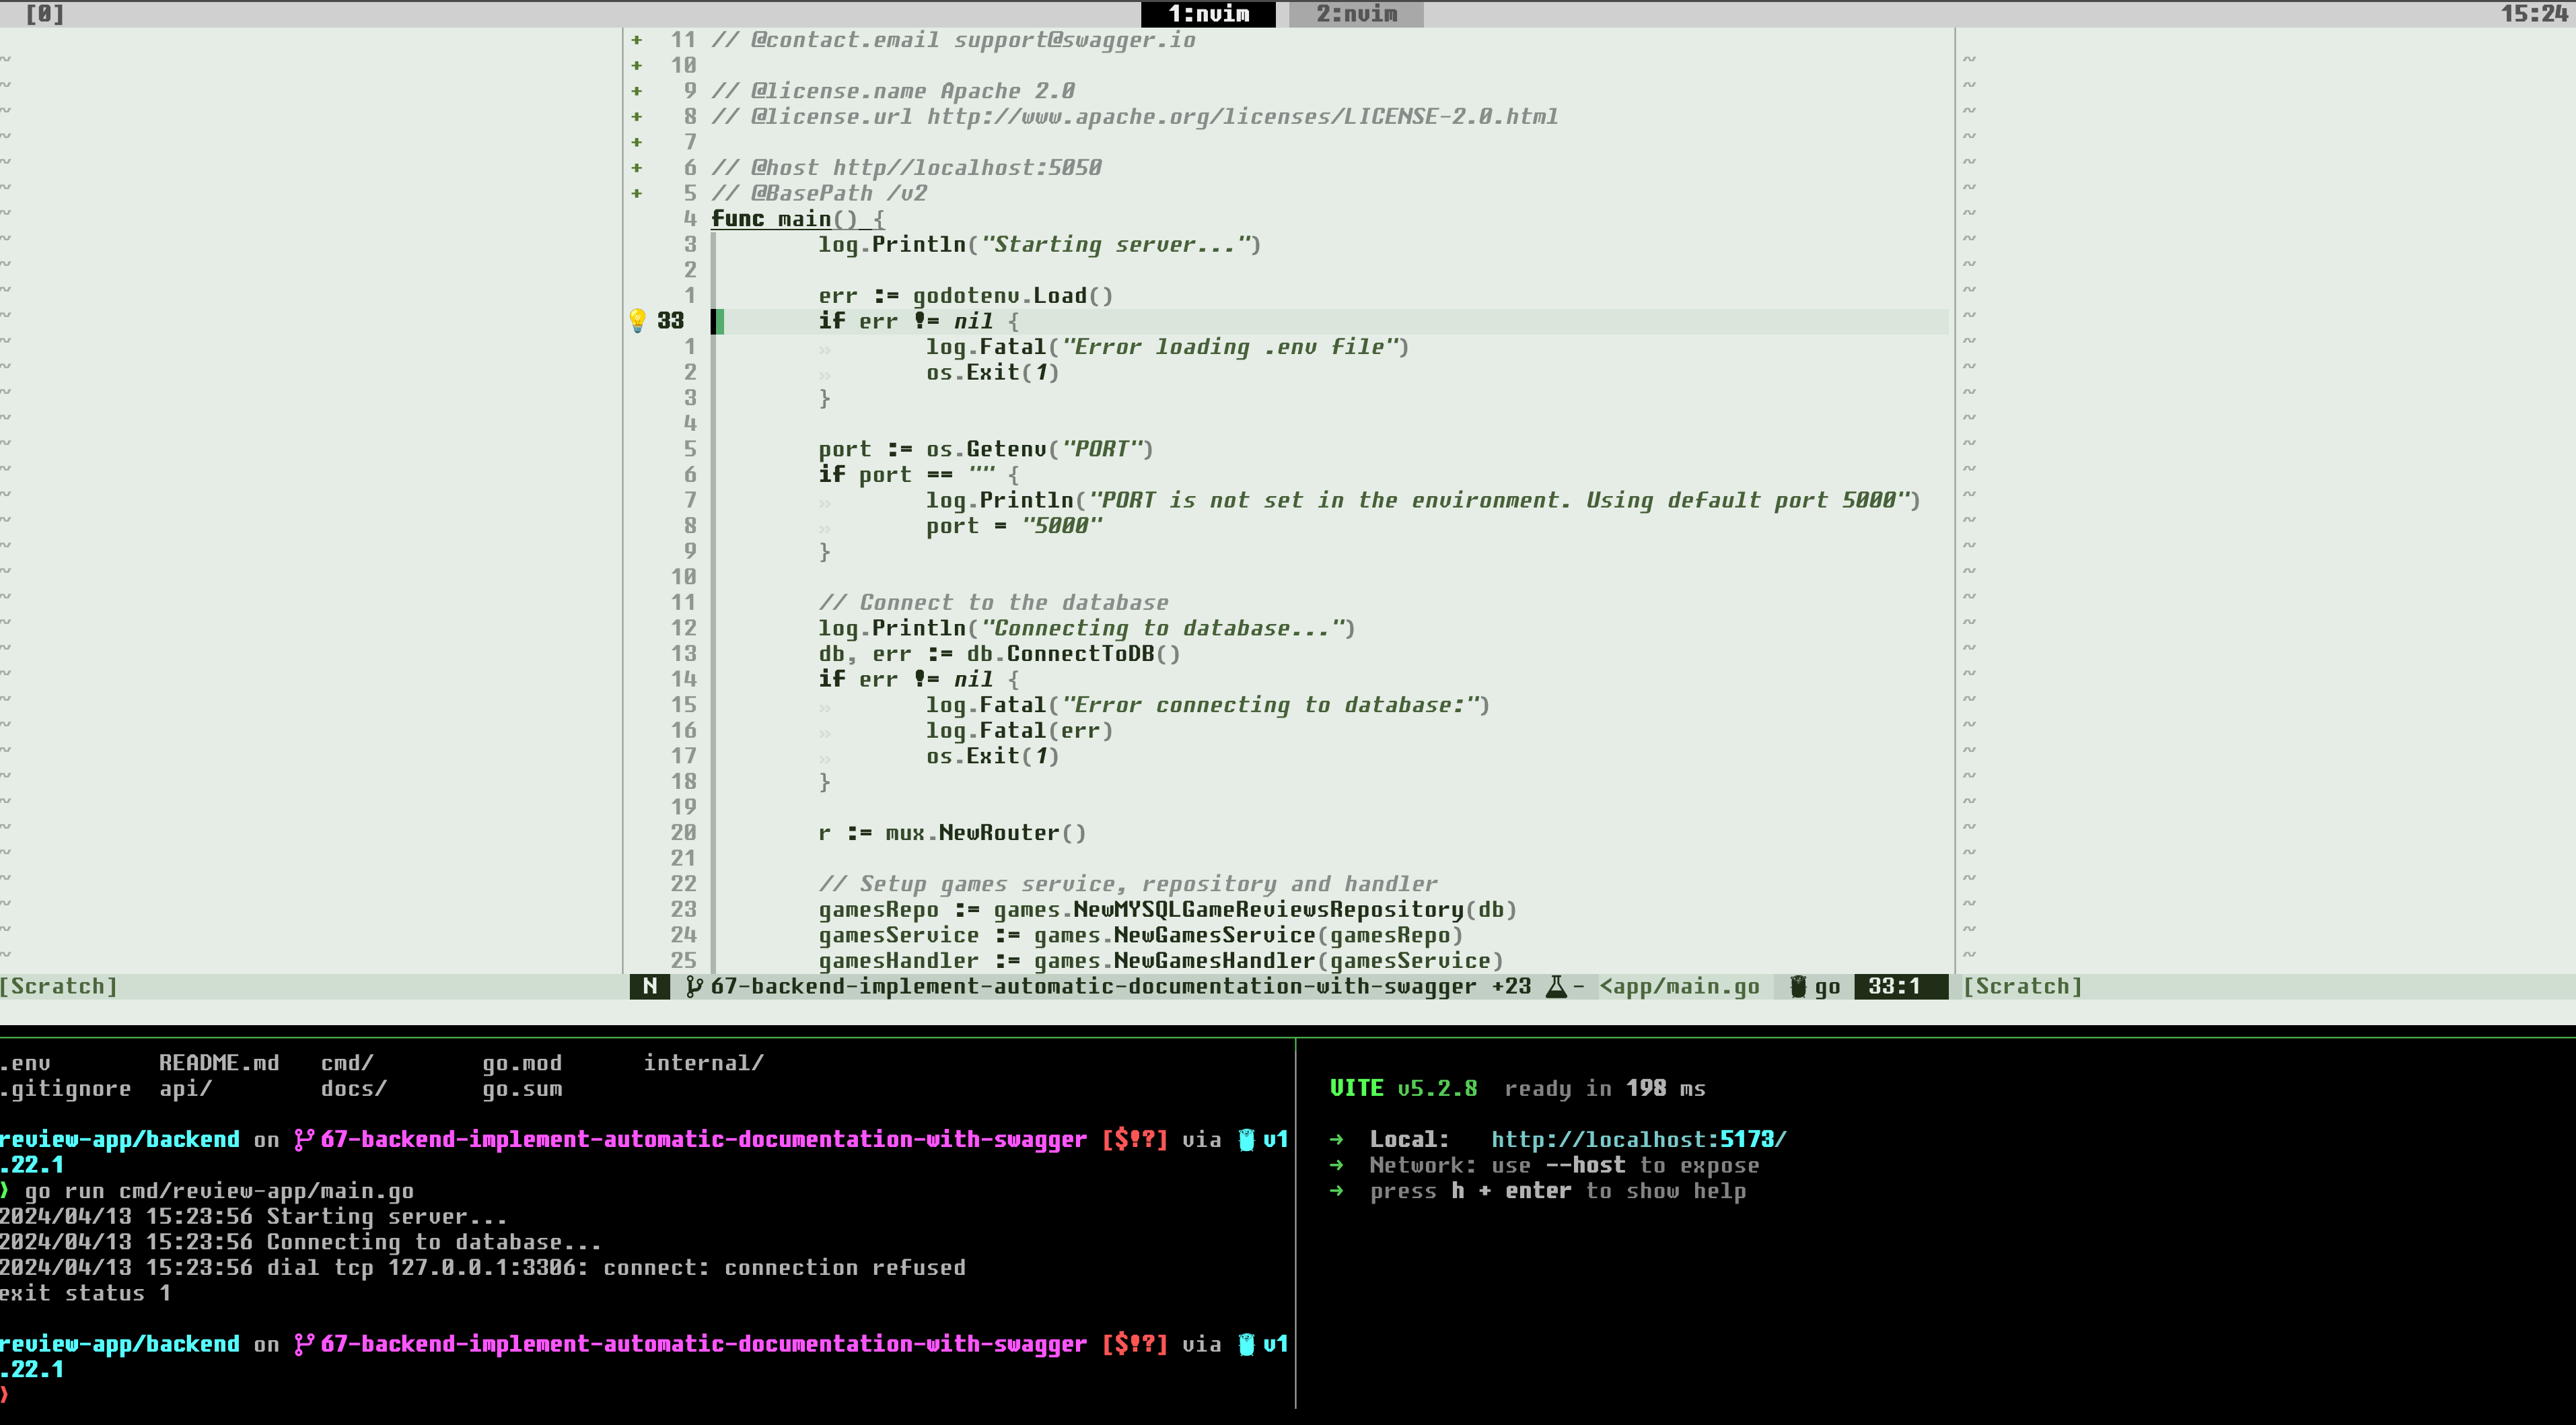 [0] 1:nvim 2:nvim 15:24
+ 11 // @contact.email support@swagger.io
+ 10
+ 9 // @license.name Apache 2.0
+ 8 // @license.url http://www.apache.org/licenses/LICENSE-2.0.html
+ 7
+ 6 // @host http//localhost:5050
+ 5 // @BasePath /v2
4 func main() {
3 log.Println("Starting server...")
2
1 err := godotenv.Load()
💡 33 if err != nil {
1 » log.Fatal("Error loading .env file")
2 » os.Exit(1)
3 }
4
5 port := os.Getenv("PORT")
6 if port == "" {
7 » log.Println("PORT is not set in the environment. Using default port 5000")
8 » port = "5000"
9 }
10
11 // Connect to the database
12 log.Println("Connecting to database...")
13 db, err := db.ConnectToDB()
14 if err != nil {
15 » log.Fatal("Error connecting to database:")
16 » log.Fatal(err)
17 » os.Exit(1)
18 }
19
20 r := mux.NewRouter()
21
22 // Setup games service, repository and handler
23 gamesRepo := games.NewMYSQLGameReviewsRepository(db)
24 gamesService := games.NewGamesService(gamesRepo)
25 gamesHandler := games.NewGamesHandler(gamesService)
[Scratch] N 67-backend-implement-automatic-documentation-with-swagger +23 - <app/main.go go 33:1 [Scratch]
.env README.md cmd/ go.mod internal/
.gitignore api/ docs/ go.sum
review-app/backend on 67-backend-implement-automatic-documentation-with-swagger [$!?] via v1
.22.1
❯ go run cmd/review-app/main.go
2024/04/13 15:23:56 Starting server...
2024/04/13 15:23:56 Connecting to database...
2024/04/13 15:23:56 dial tcp 127.0.0.1:3306: connect: connection refused
exit status 1
review-app/backend on 67-backend-implement-automatic-documentation-with-swagger [$!?] via v1
.22.1
❯
VITE v5.2.8 ready in 198 ms
➜ Local: http://localhost:5173/
➜ Network: use --host to expose
➜ press h + enter to show help